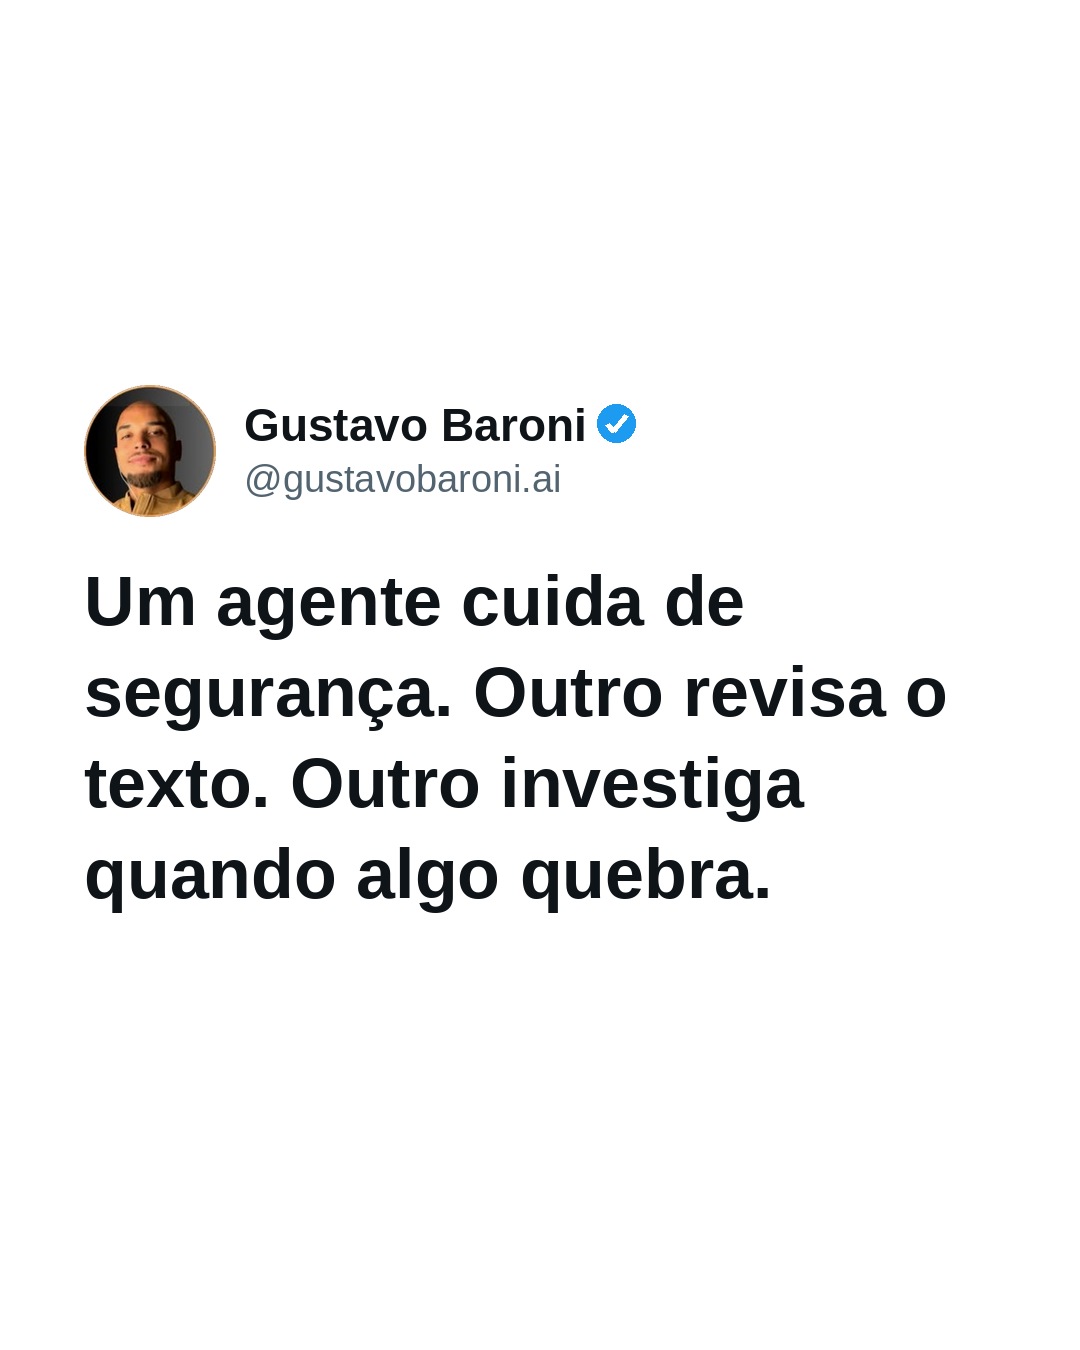 Gustavo Baroni
@gustavobaroni.ai
Um agente cuida de
segurança. Outro revisa o
texto. Outro investiga
quando algo quebra.